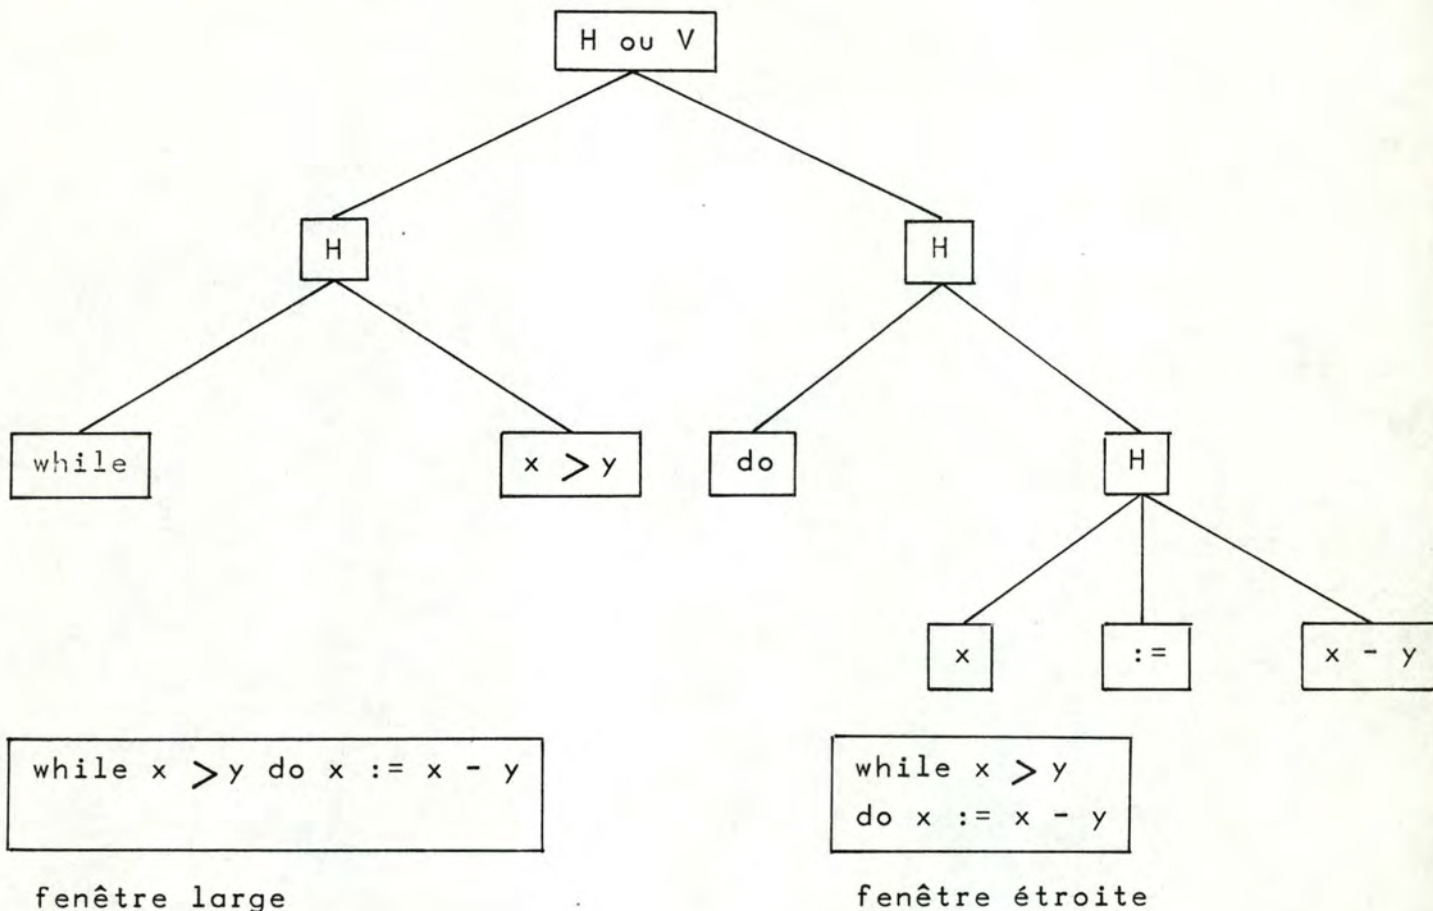 H ou V
H
H
while
x > y
do
H
x
:=
x - y
while x > y do x := x - y
while x > y
do x := x - y
fenêtre large
fenêtre étroite